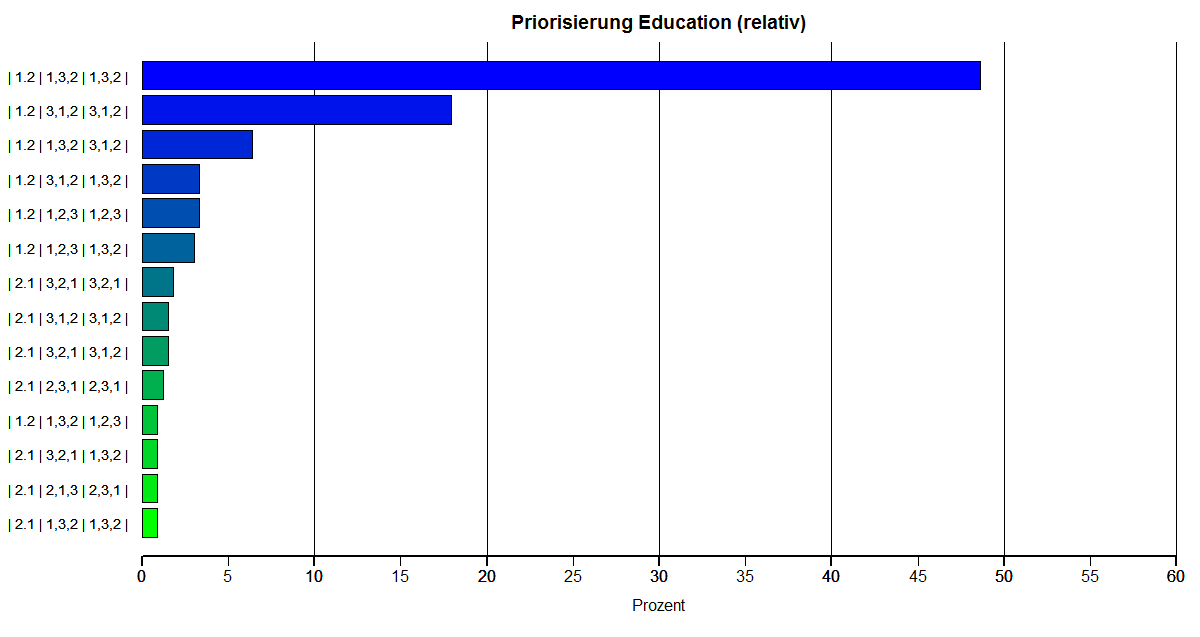 Priorisierung Education (relativ)
| 1.2 | 1,3,2 | 1,3,2 |
| 1.2 | 3,1,2 | 3,1,2 |
| 1.2 | 1,3,2 | 3,1,2 |
| 1.2 | 3,1,2 | 1,3,2 |
| 1.2 | 1,2,3 | 1,2,3 |
| 1.2 | 1,2,3 | 1,3,2 |
| 2.1 | 3,2,1 | 3,2,1 |
| 2.1 | 3,1,2 | 3,1,2 |
| 2.1 | 3,2,1 | 3,1,2 |
| 2.1 | 2,3,1 | 2,3,1 |
| 1.2 | 1,3,2 | 1,2,3 |
| 2.1 | 3,2,1 | 1,3,2 |
| 2.1 | 2,1,3 | 2,3,1 |
| 2.1 | 1,3,2 | 1,3,2 |
0 5 10 15 20 25 30 35 40 45 50 55 60
Prozent